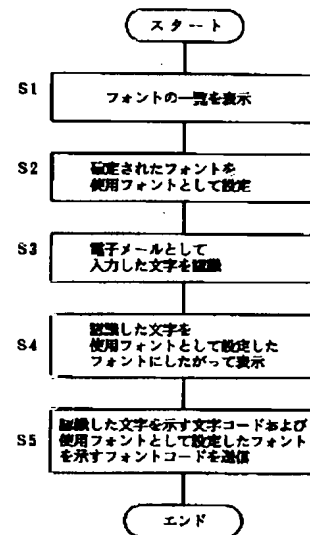 スタート
S1
フォントの一覧を表示
S2
確定されたフォントを
使用フォントとして設定
S3
電子メールとして
入力した文字を認識
S4
認識した文字を
使用フォントとして設定した
フォントにしたがって表示
S5
認識した文字を示す文字コードおよび
使用フォントとして設定したフォント
を示すフォントコードを送信
エンド